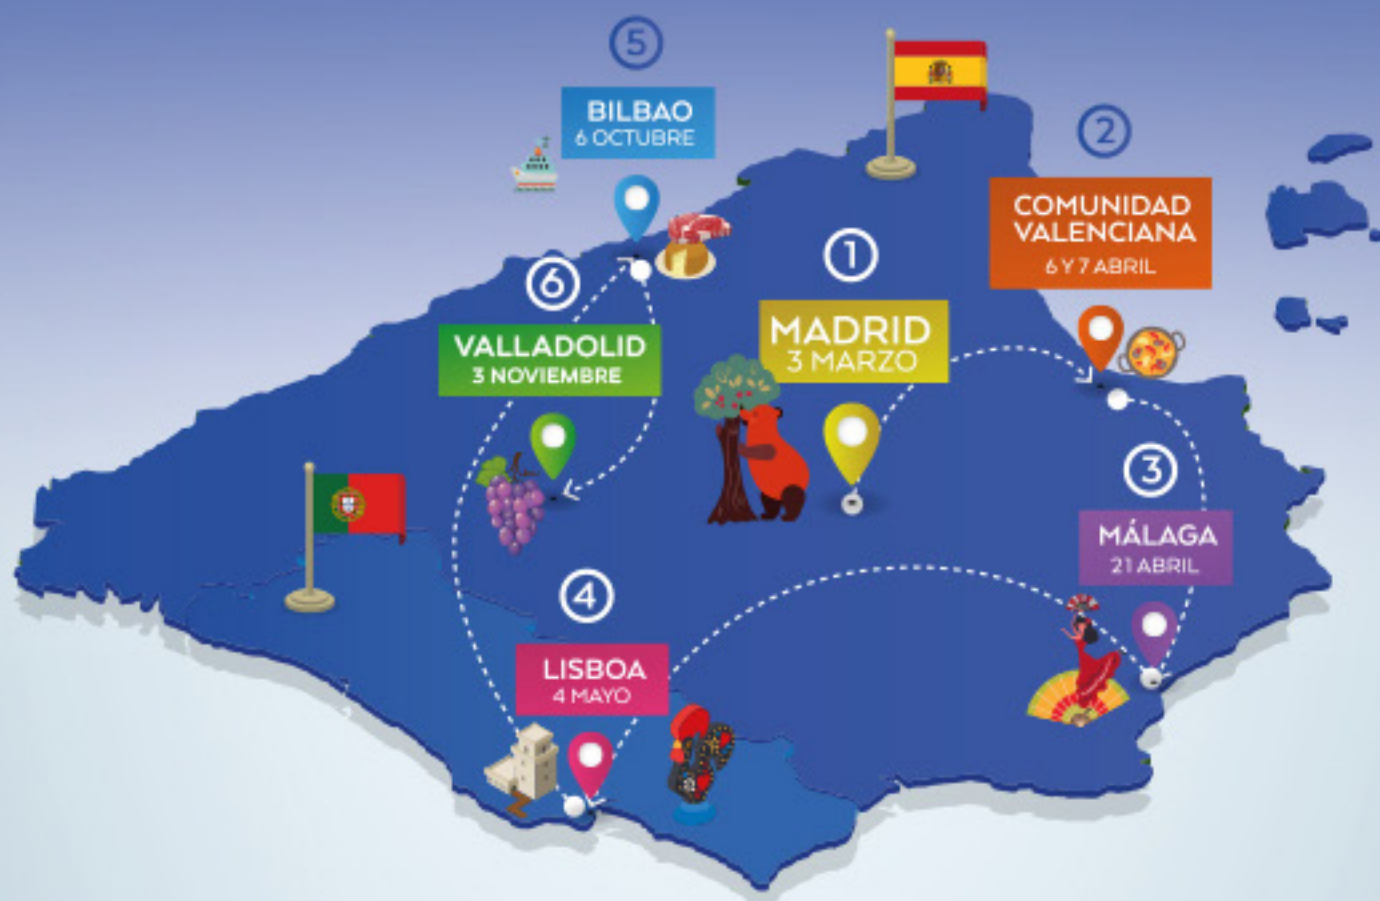 5
BILBAO
6 OCTUBRE
2
COMUNIDAD
VALENCIANA
6 Y 7 ABRIL
1
MADRID
3 MARZO
6
VALLADOLID
3 NOVIEMBRE
3
MÁLAGA
21 ABRIL
4
LISBOA
4 MAYO